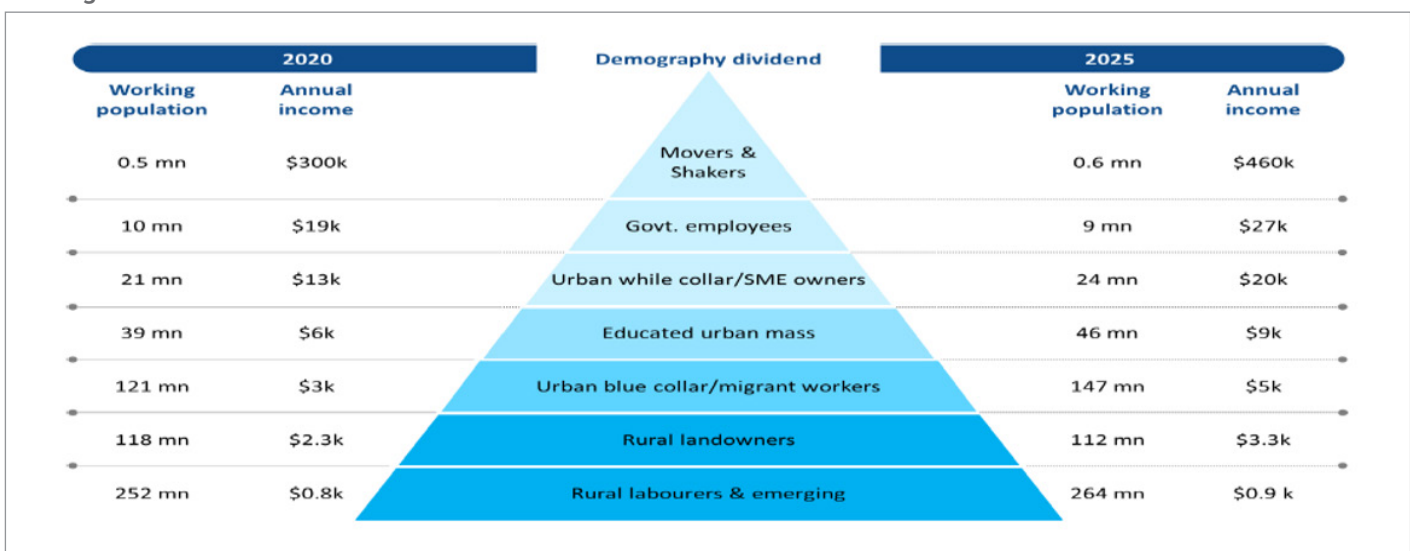 2020 Demography dividend 2025
Working population Annual income Working population Annual income
0.5 mn $300k Movers & Shakers 0.6 mn $460k
10 mn $19k Govt. employees 9 mn $27k
21 mn $13k Urban while collar/SME owners 24 mn $20k
39 mn $6k Educated urban mass 46 mn $9k
121 mn $3k Urban blue collar/migrant workers 147 mn $5k
118 mn $2.3k Rural landowners 112 mn $3.3k
252 mn $0.8k Rural labourers & emerging 264 mn $0.9 k